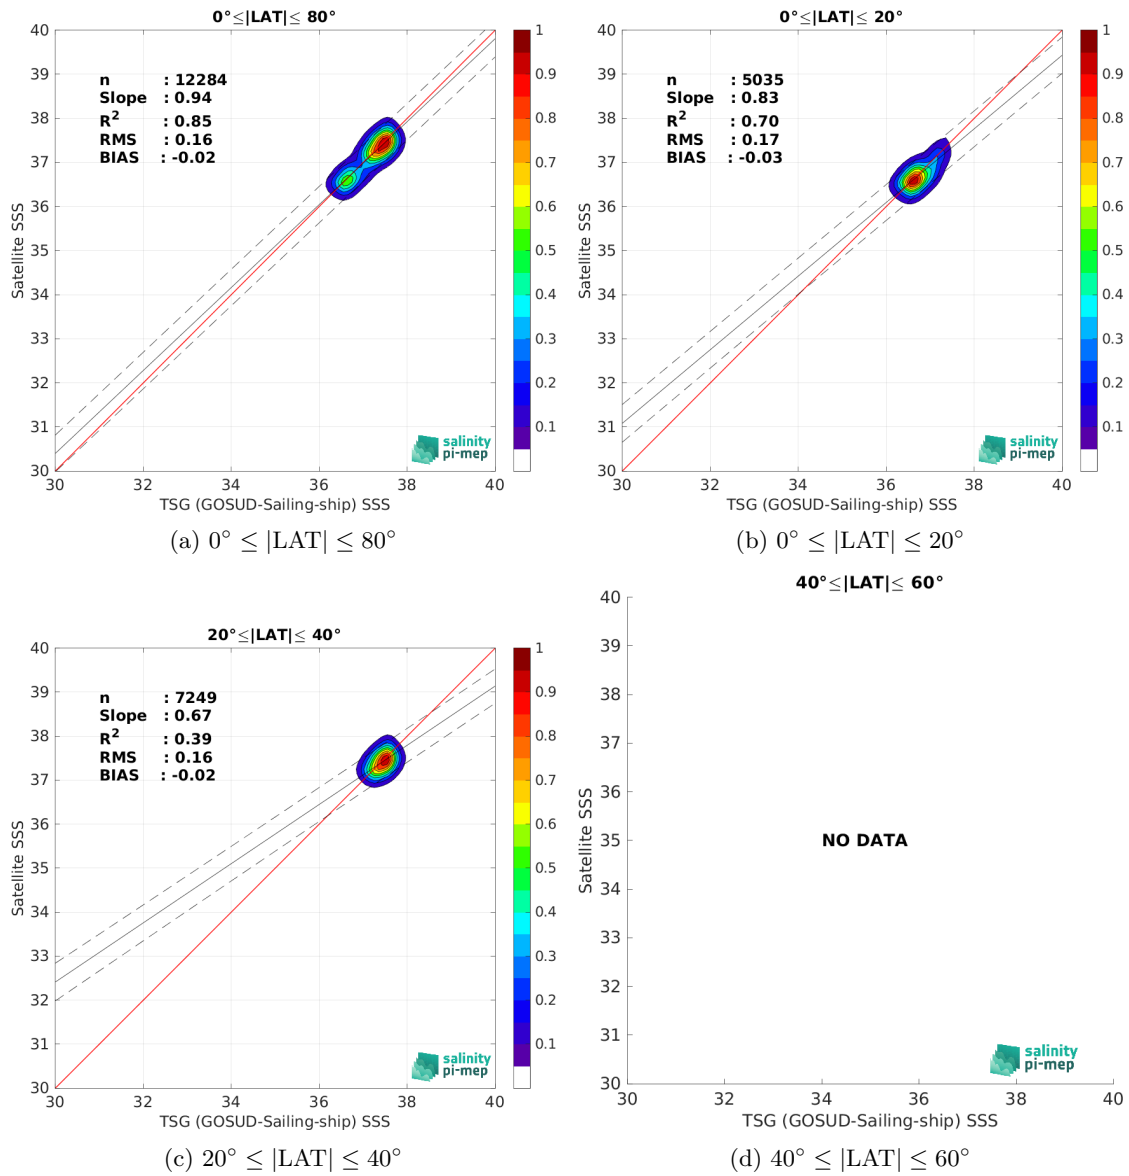 0°≤|LAT|≤ 80°
40
39
38
37
36
35
34
33
32
31
30
Satellite SSS
n : 12284
Slope : 0.94
R² : 0.85
RMS : 0.16
BIAS : -0.02
salinity
pi-mep
30 32 34 36 38 40
TSG (GOSUD-Sailing-ship) SSS
1
0.9
0.8
0.7
0.6
0.5
0.4
0.3
0.2
0.1
(a) 0° ≤ |LAT| ≤ 80°
0°≤|LAT|≤ 20°
40
39
38
37
36
35
34
33
32
31
30
Satellite SSS
n : 5035
Slope : 0.83
R² : 0.70
RMS : 0.17
BIAS : -0.03
salinity
pi-mep
30 32 34 36 38 40
TSG (GOSUD-Sailing-ship) SSS
1
0.9
0.8
0.7
0.6
0.5
0.4
0.3
0.2
0.1
(b) 0° ≤ |LAT| ≤ 20°
20°≤|LAT|≤ 40°
40
39
38
37
36
35
34
33
32
31
30
Satellite SSS
n : 7249
Slope : 0.67
R² : 0.39
RMS : 0.16
BIAS : -0.02
salinity
pi-mep
30 32 34 36 38 40
TSG (GOSUD-Sailing-ship) SSS
1
0.9
0.8
0.7
0.6
0.5
0.4
0.3
0.2
0.1
(c) 20° ≤ |LAT| ≤ 40°
40°≤|LAT|≤ 60°
40
39
38
37
36
35
34
33
32
31
30
Satellite SSS
NO DATA
salinity
pi-mep
30 32 34 36 38 40
TSG (GOSUD-Sailing-ship) SSS
(d) 40° ≤ |LAT| ≤ 60°